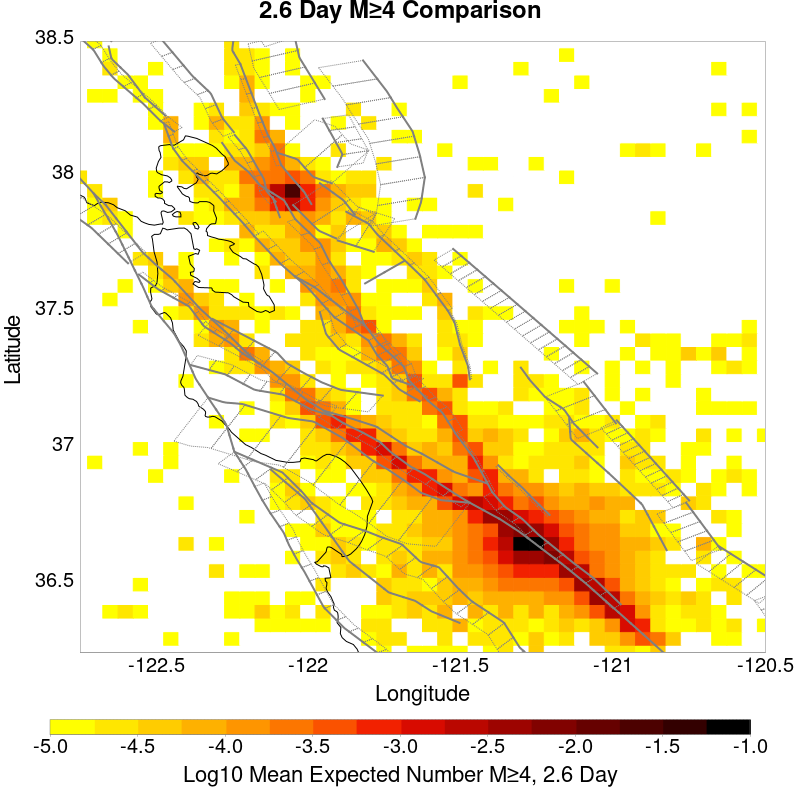 2.6 Day M≥4 Comparison
38.5
38
37.5
37
36.5
Latitude
-122.5 -122 -121.5 -121 -120.5
Longitude
-5.0 -4.5 -4.0 -3.5 -3.0 -2.5 -2.0 -1.5 -1.0
Log10 Mean Expected Number M≥4, 2.6 Day